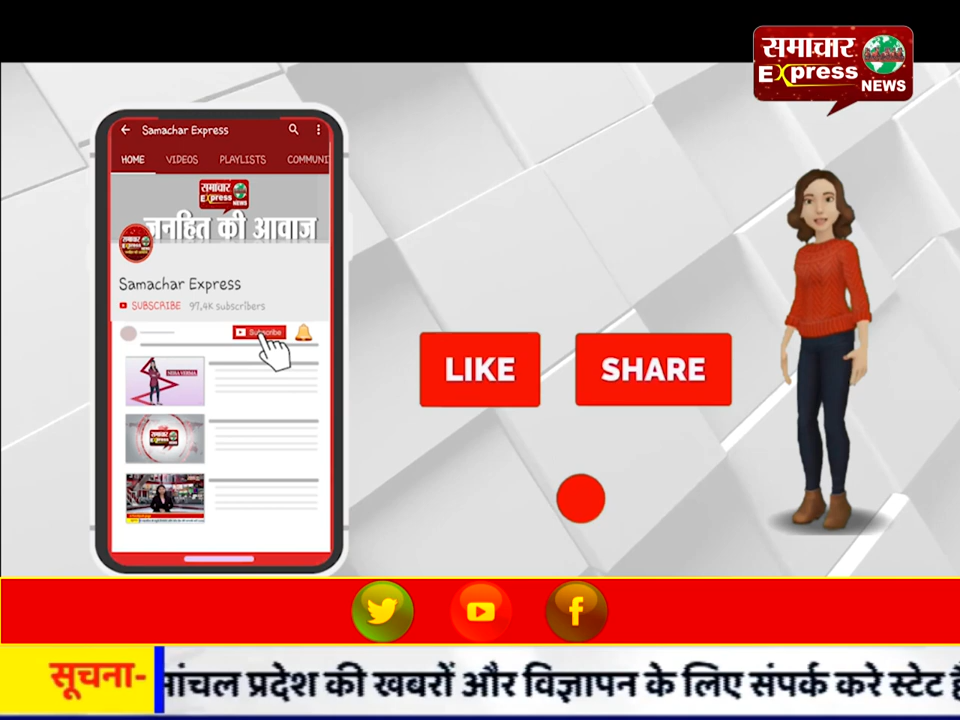 समाचार
Express
NEWS
Samachar Express
HOME VIDEOS PLAYLISTS COMMUNI
समाचार
Express
NEWS
जनहित की आवाज
Samachar Express
SUBSCRIBE 97.4K subscribers
Subscribe
LIKE SHARE
सूचना- मांचल प्रदेश की खबरों और विज्ञापन के लिए संपर्क करे स्टेट